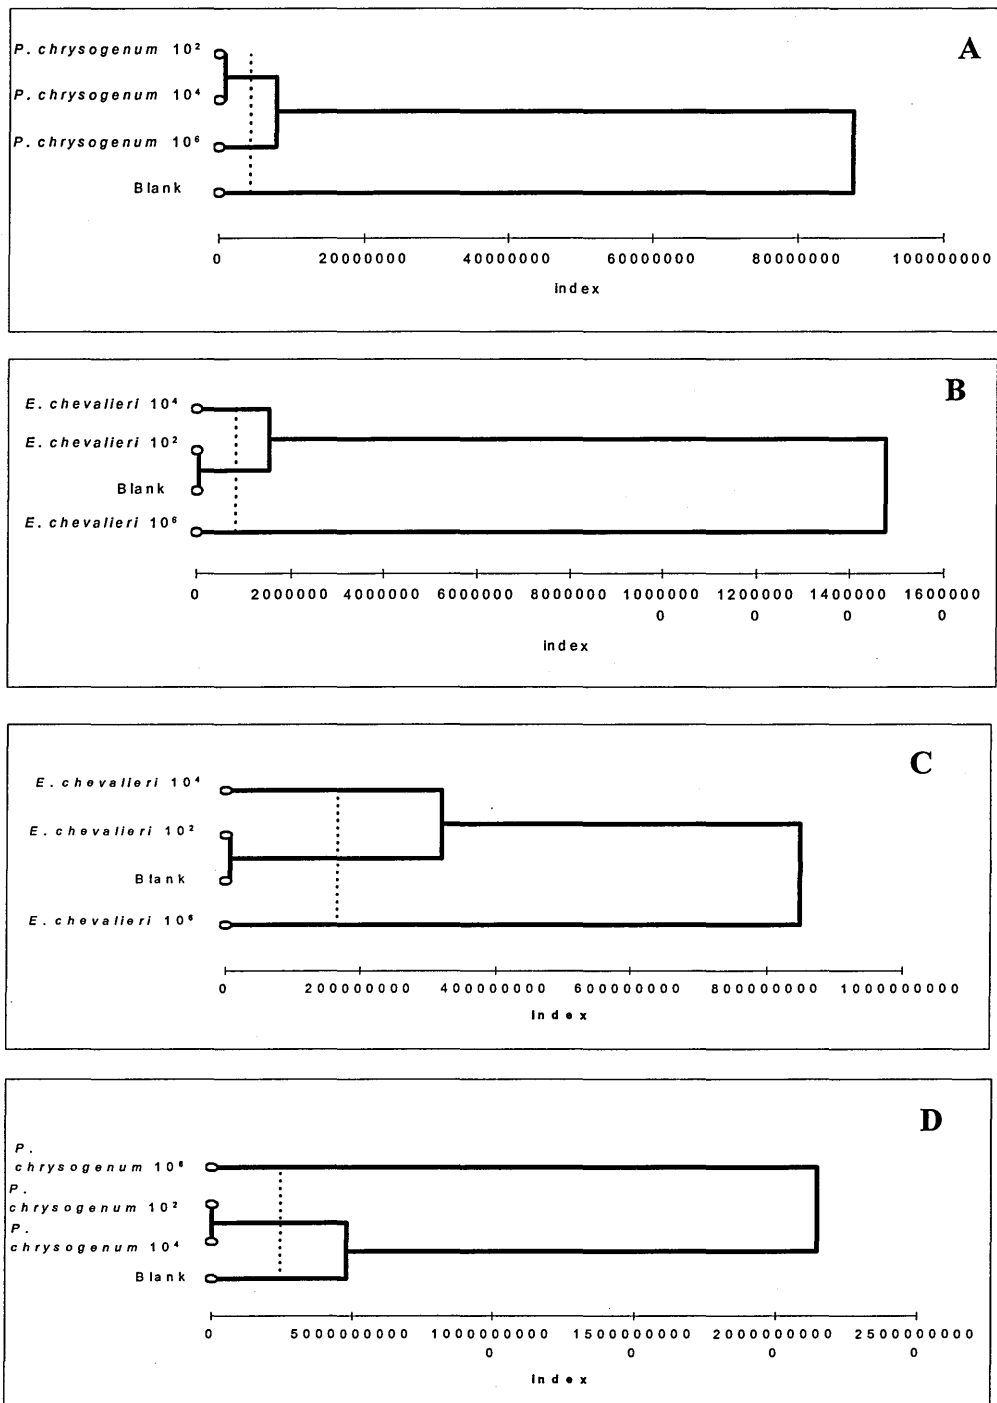 A
P. chrysogenum 10²
P. chrysogenum 10⁴
P. chrysogenum 10⁶
Blank
0 20000000 40000000 60000000 80000000 100000000
index
B
E. chevalieri 10⁴
E. chevalieri 10²
Blank
E. chevalieri 10⁶
0 2000000 4000000 6000000 8000000 1000000 1200000 1400000 1600000
0 0 0 0
index
C
E. chevalieri 10⁴
E. chevalieri 10²
Blank
E. chevalieri 10⁶
0 200000000 400000000 600000000 800000000 1000000000
Index
D
P.
chrysogenum 10⁶
P.
chrysogenum 10²
P.
chrysogenum 10⁴
Blank
0 5000000000 1000000000 1500000000 2000000000 2500000000
0 0 0 0
Index